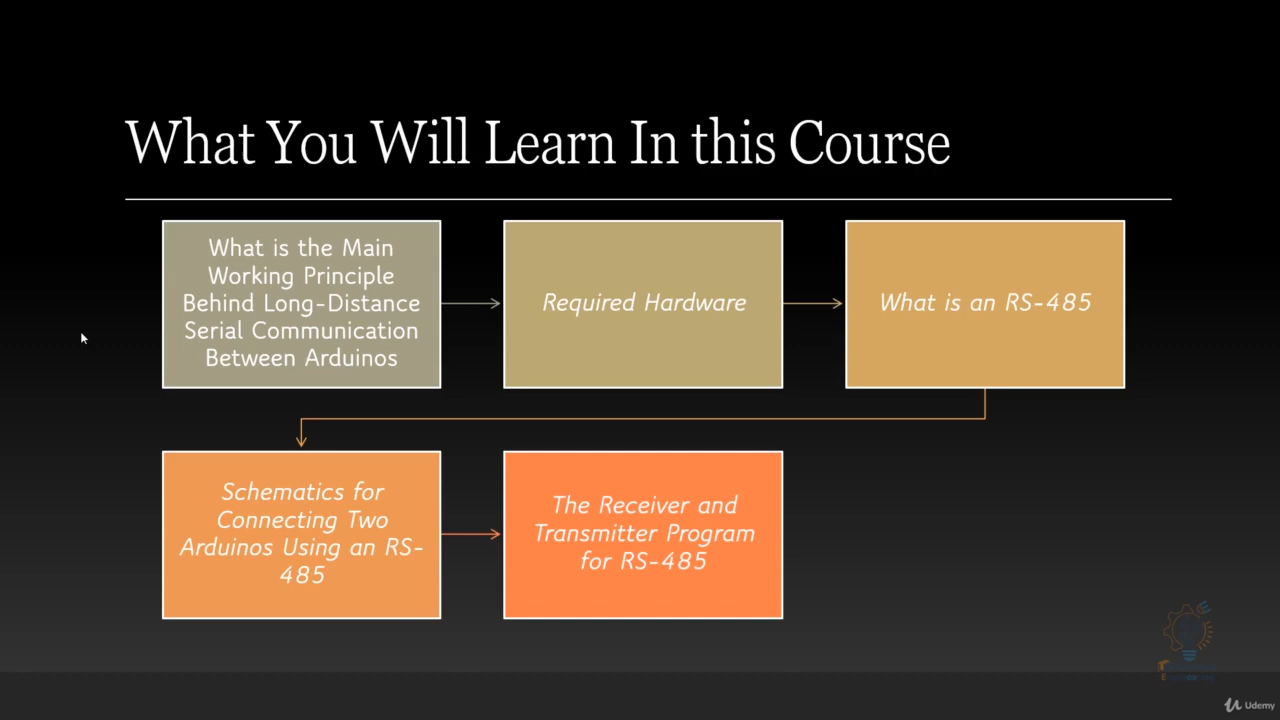 What You Will Learn In this Course
What is the Main
Working Principle
Behind Long-Distance
Serial Communication
Between Arduinos
Required Hardware
What is an RS-485
Schematics for
Connecting Two
Arduinos Using an RS-
485
The Receiver and
Transmitter Program
for RS-485
Udemy